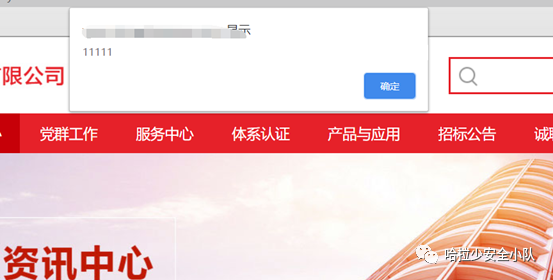 显示
11111
确定
有限公司
党群工作
服务中心
体系认证
产品与应用
招标公告
诚聘
资讯中心
哈拉少安全小队